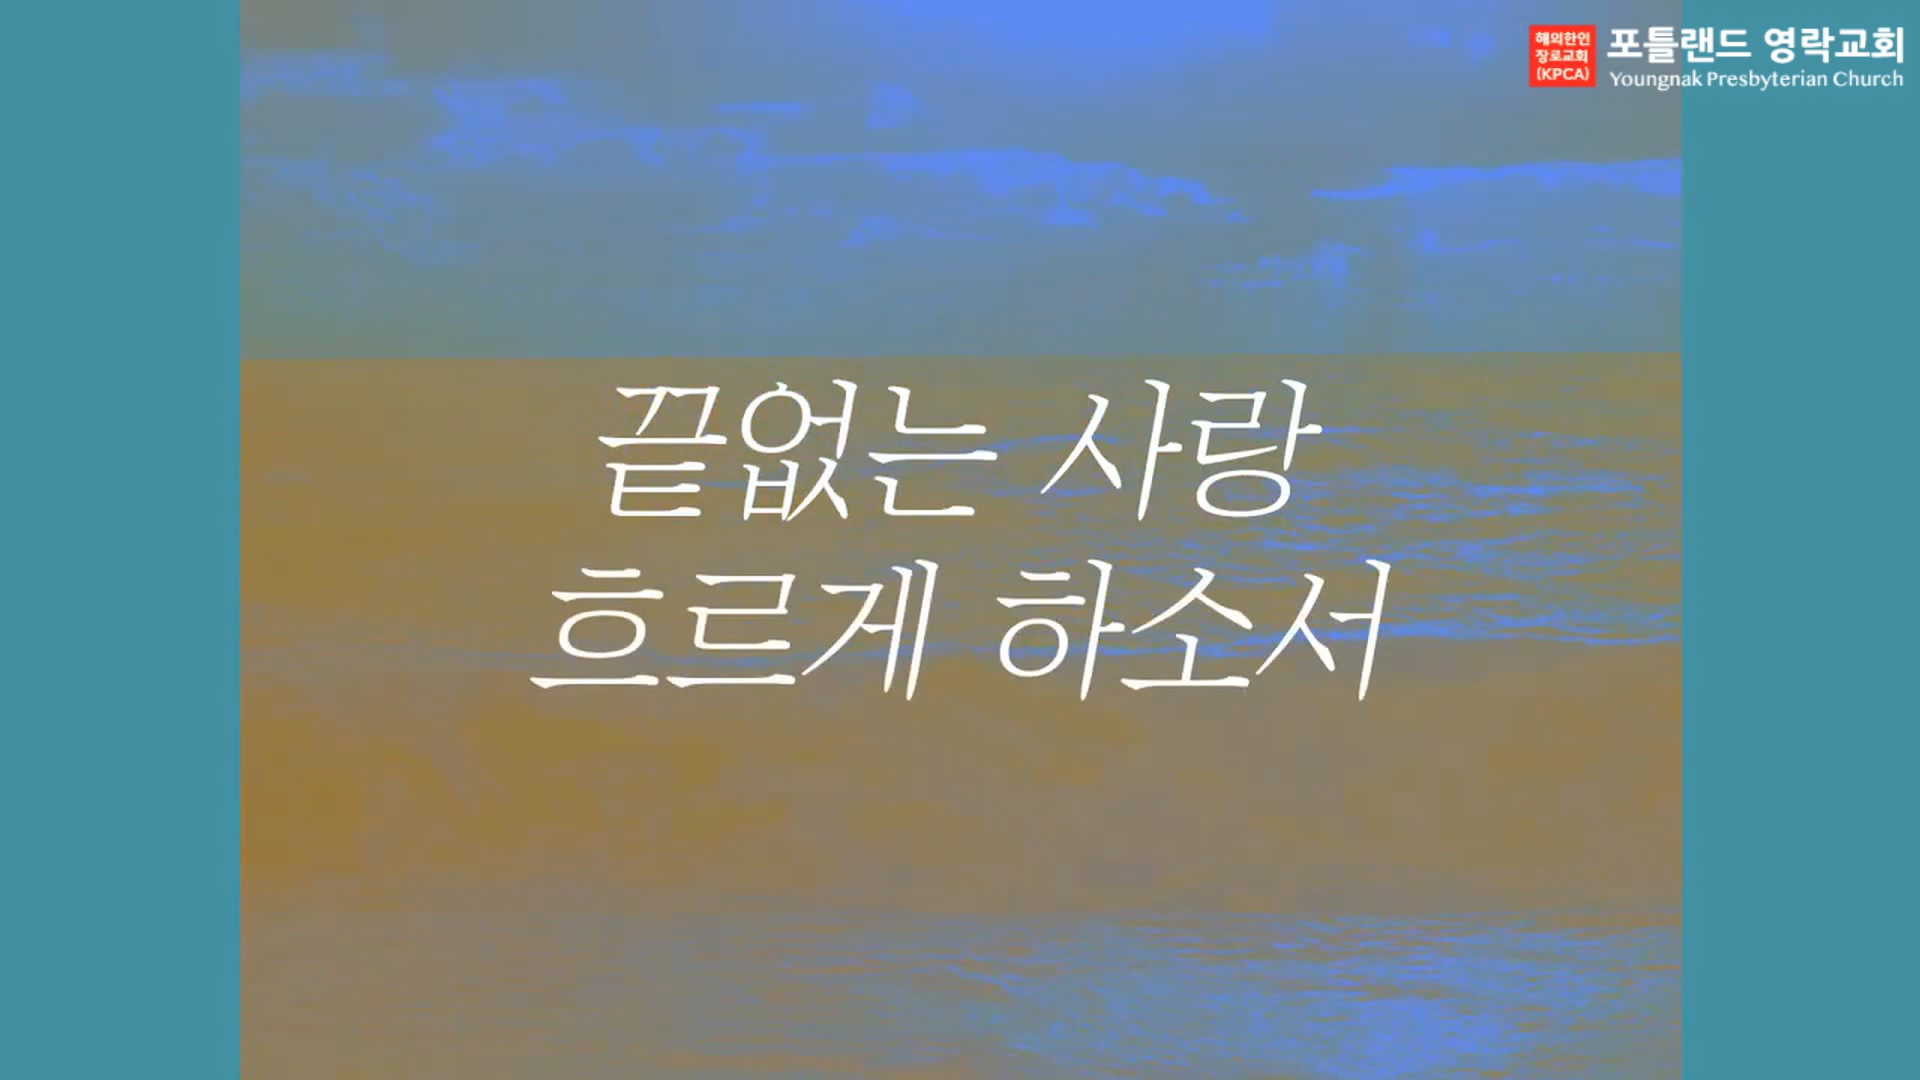 해외한인
장로교회
(KPCA)
포틀랜드 영락교회
Youngnak Presbyterian Church
끝없는 사랑
흐르게 하소서